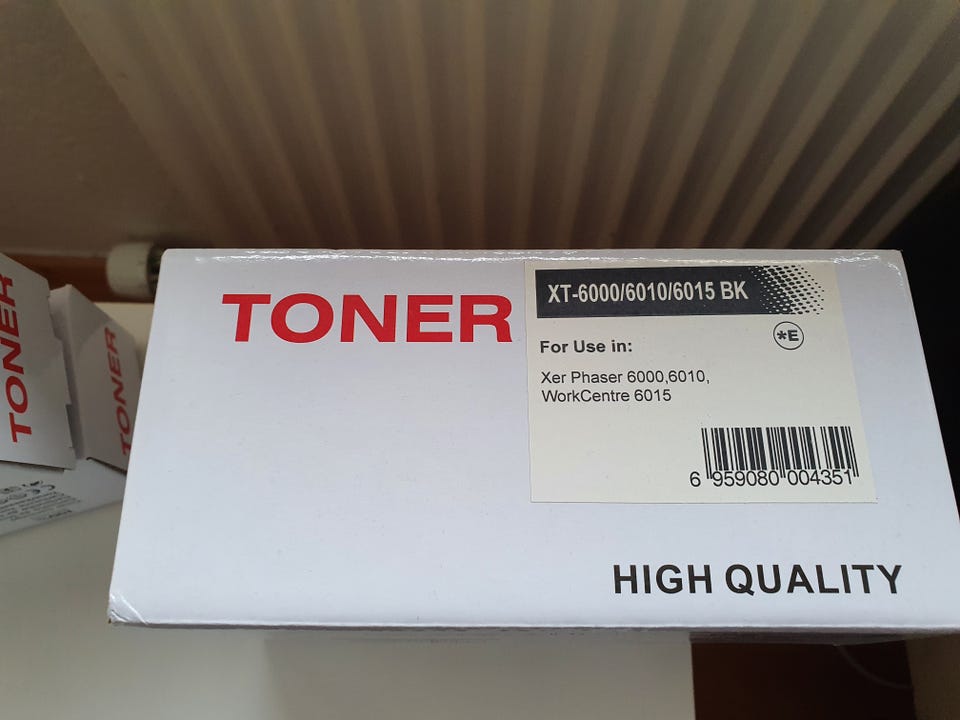 TONER
XT-6000/6010/6015 BK
*E
For Use in:
Xer Phaser 6000,6010,
WorkCentre 6015
6 959080 004351
HIGH QUALITY
TONER
TONER